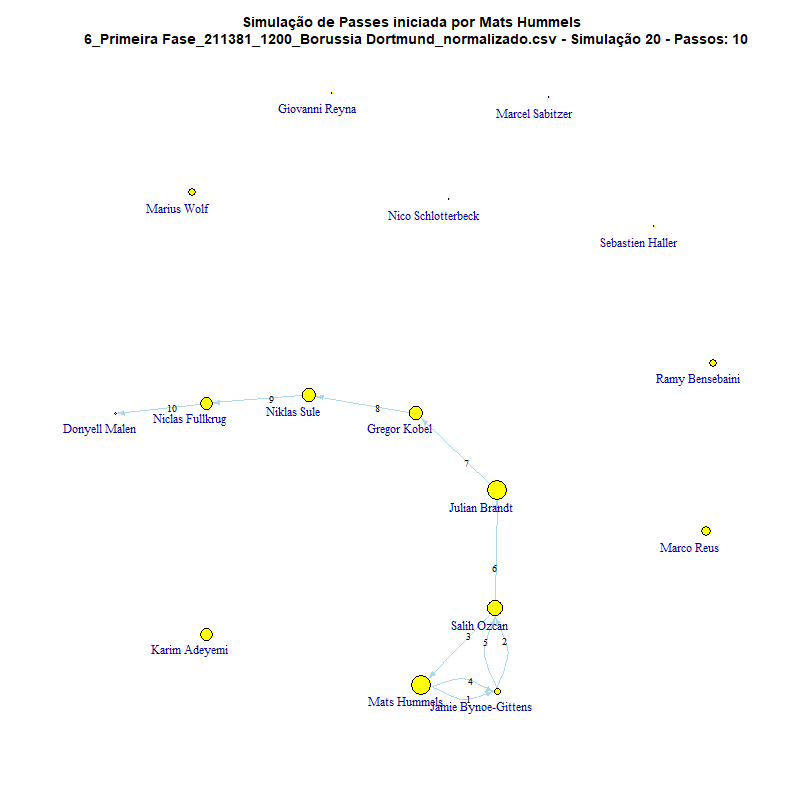 Simulação de Passes iniciada por Mats Hummels
6_Primeira Fase_211381_1200_Borussia Dortmund_normalizado.csv - Simulação 20 - Passos: 10
Giovanni Reyna
Marcel Sabitzer
Marius Wolf
Nico Schlotterbeck
Sebastien Haller
Ramy Bensebaini
10
9
8
Donyell Malen
Niclas Fullkrug
Niklas Sule
Gregor Kobel
7
Julian Brandt
Marco Reus
6
Salih Ozcan
3
5
2
Karim Adeyemi
4
1
Mats Hummels
Jamie Bynoe-Gittens